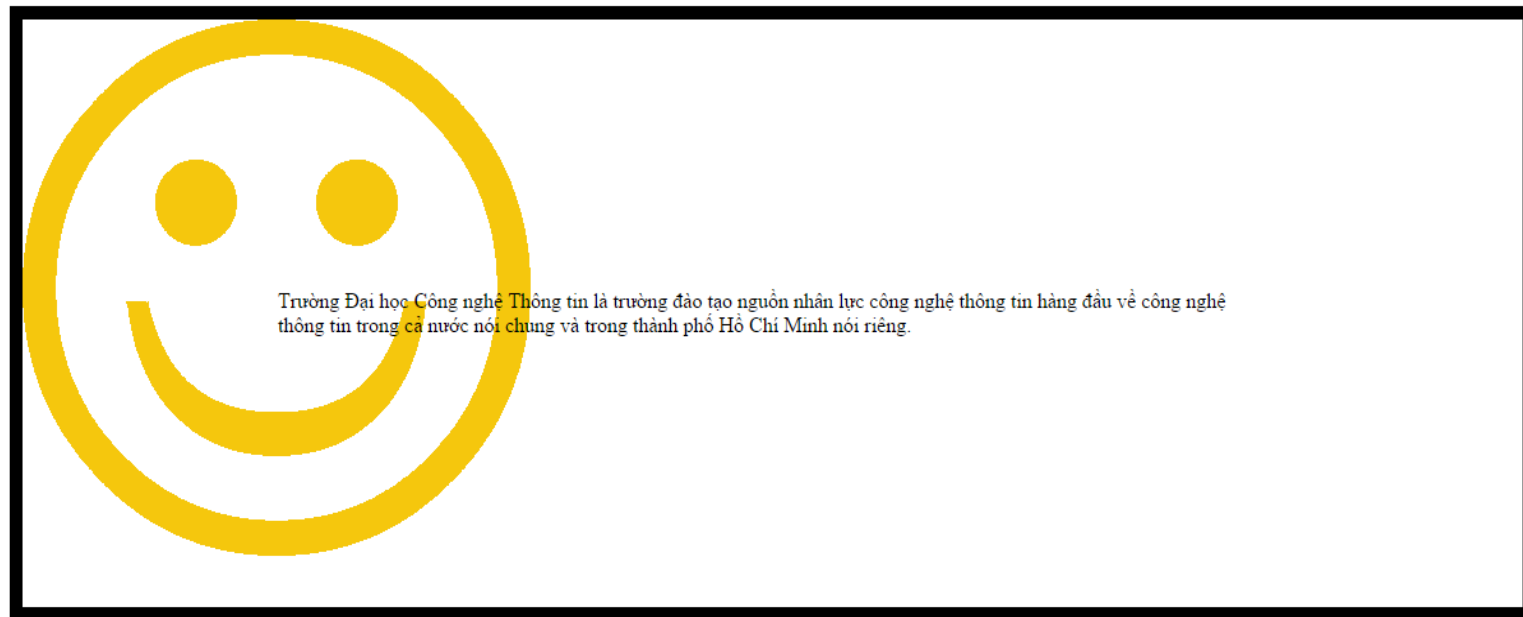 Trường Đại học Công nghệ Thông tin là trường đào tạo nguồn nhân lực công nghệ thông tin hàng đầu về công nghệ
thông tin trong cả nước nói chung và trong thành phố Hồ Chí Minh nói riêng.